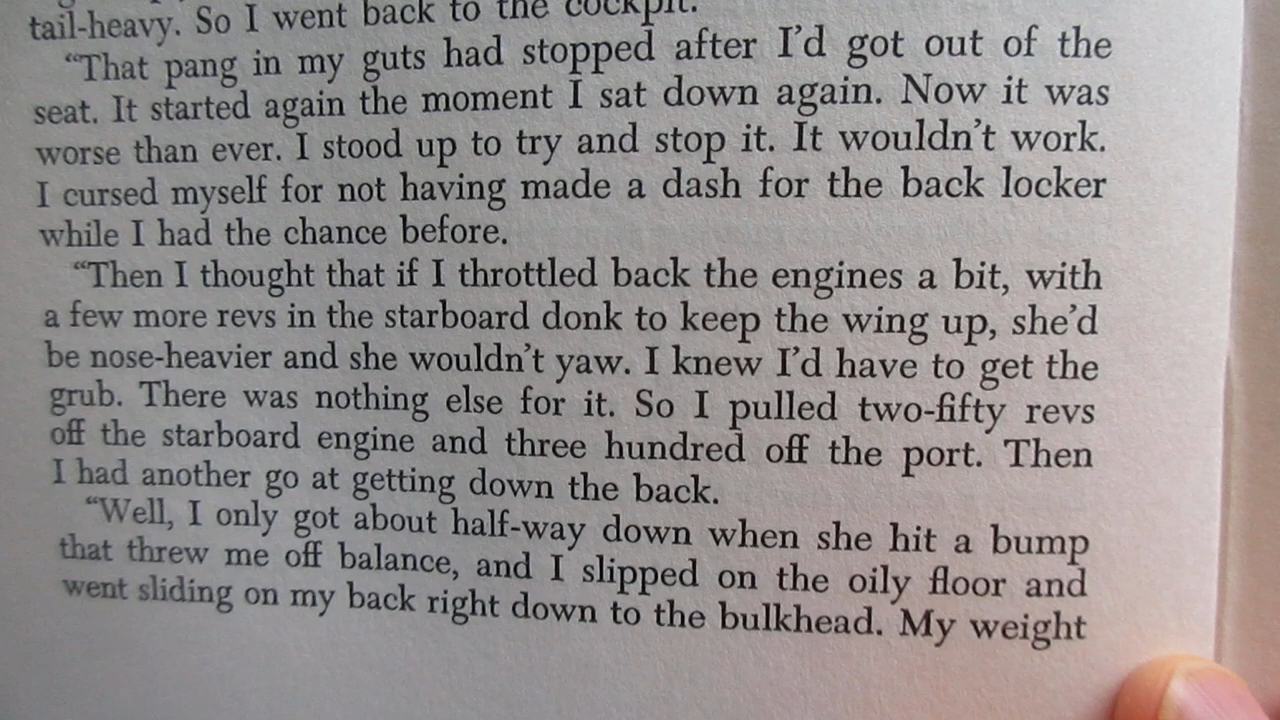 tail-heavy. So I went back to the cockpit.
“That pang in my guts had stopped after I’d got out of the
seat. It started again the moment I sat down again. Now it was
worse than ever. I stood up to try and stop it. It wouldn’t work.
I cursed myself for not having made a dash for the back locker
while I had the chance before.
“Then I thought that if I throttled back the engines a bit, with
a few more revs in the starboard donk to keep the wing up, she’d
be nose-heavier and she wouldn’t yaw. I knew I’d have to get the
grub. There was nothing else for it. So I pulled two-fifty revs
off the starboard engine and three hundred off the port. Then
I had another go at getting down the back.
“Well, I only got about half-way down when she hit a bump
that threw me off balance, and I slipped on the oily floor and
went sliding on my back right down to the bulkhead. My weight